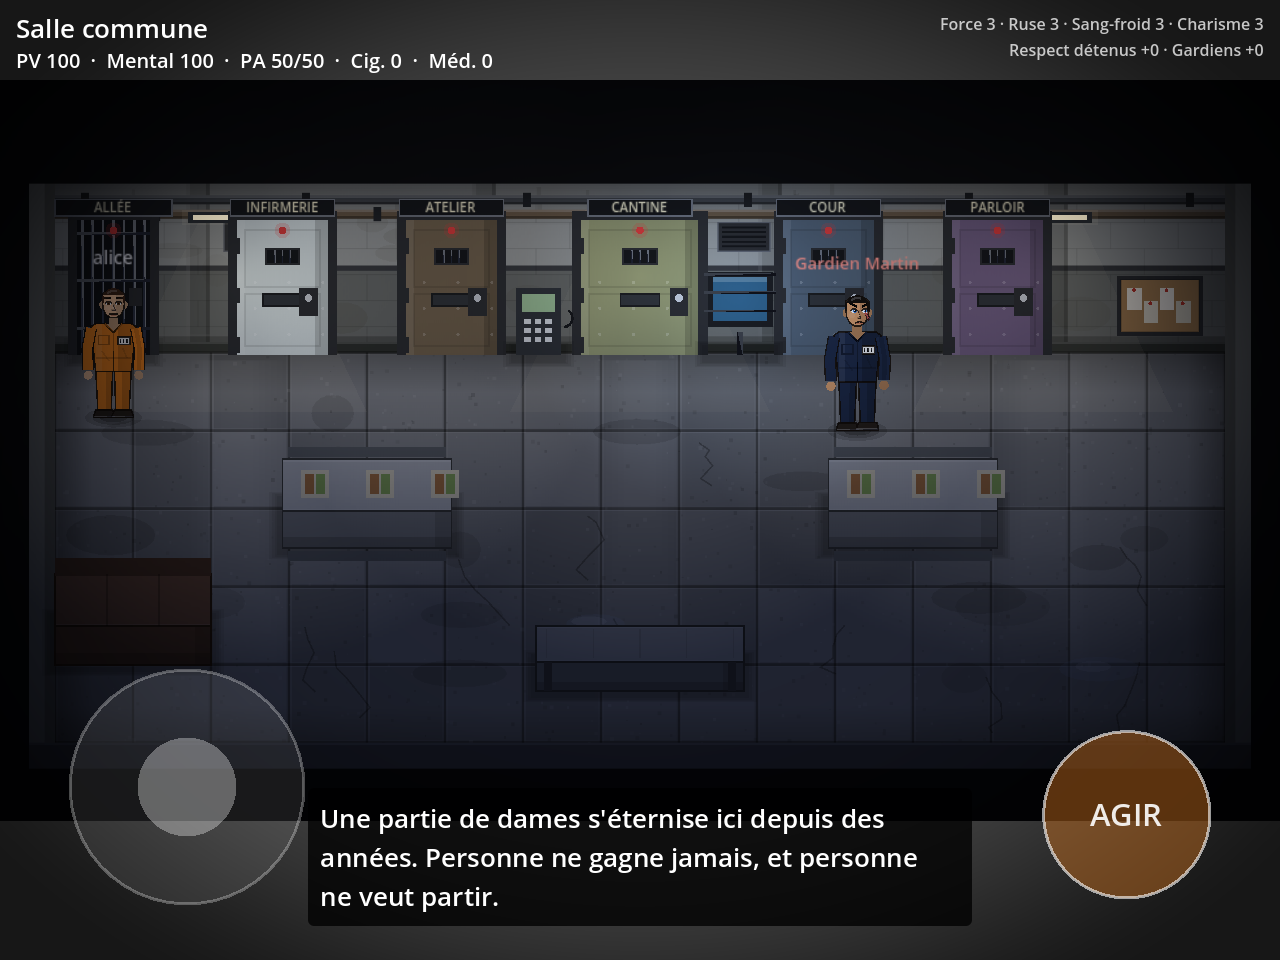 Salle commune
PV 100 · Mental 100 · PA 50/50 · Cig. 0 · Méd. 0
Force 3 · Ruse 3 · Sang-froid 3 · Charisme 3
Respect détenus +0 · Gardiens +0
ALLÉE
INFIRMERIE
ATELIER
CANTINE
COUR
PARLOIR
alice
Gardien Martin
AGIR
Une partie de dames s'éternise ici depuis des
années. Personne ne gagne jamais, et personne
ne veut partir.